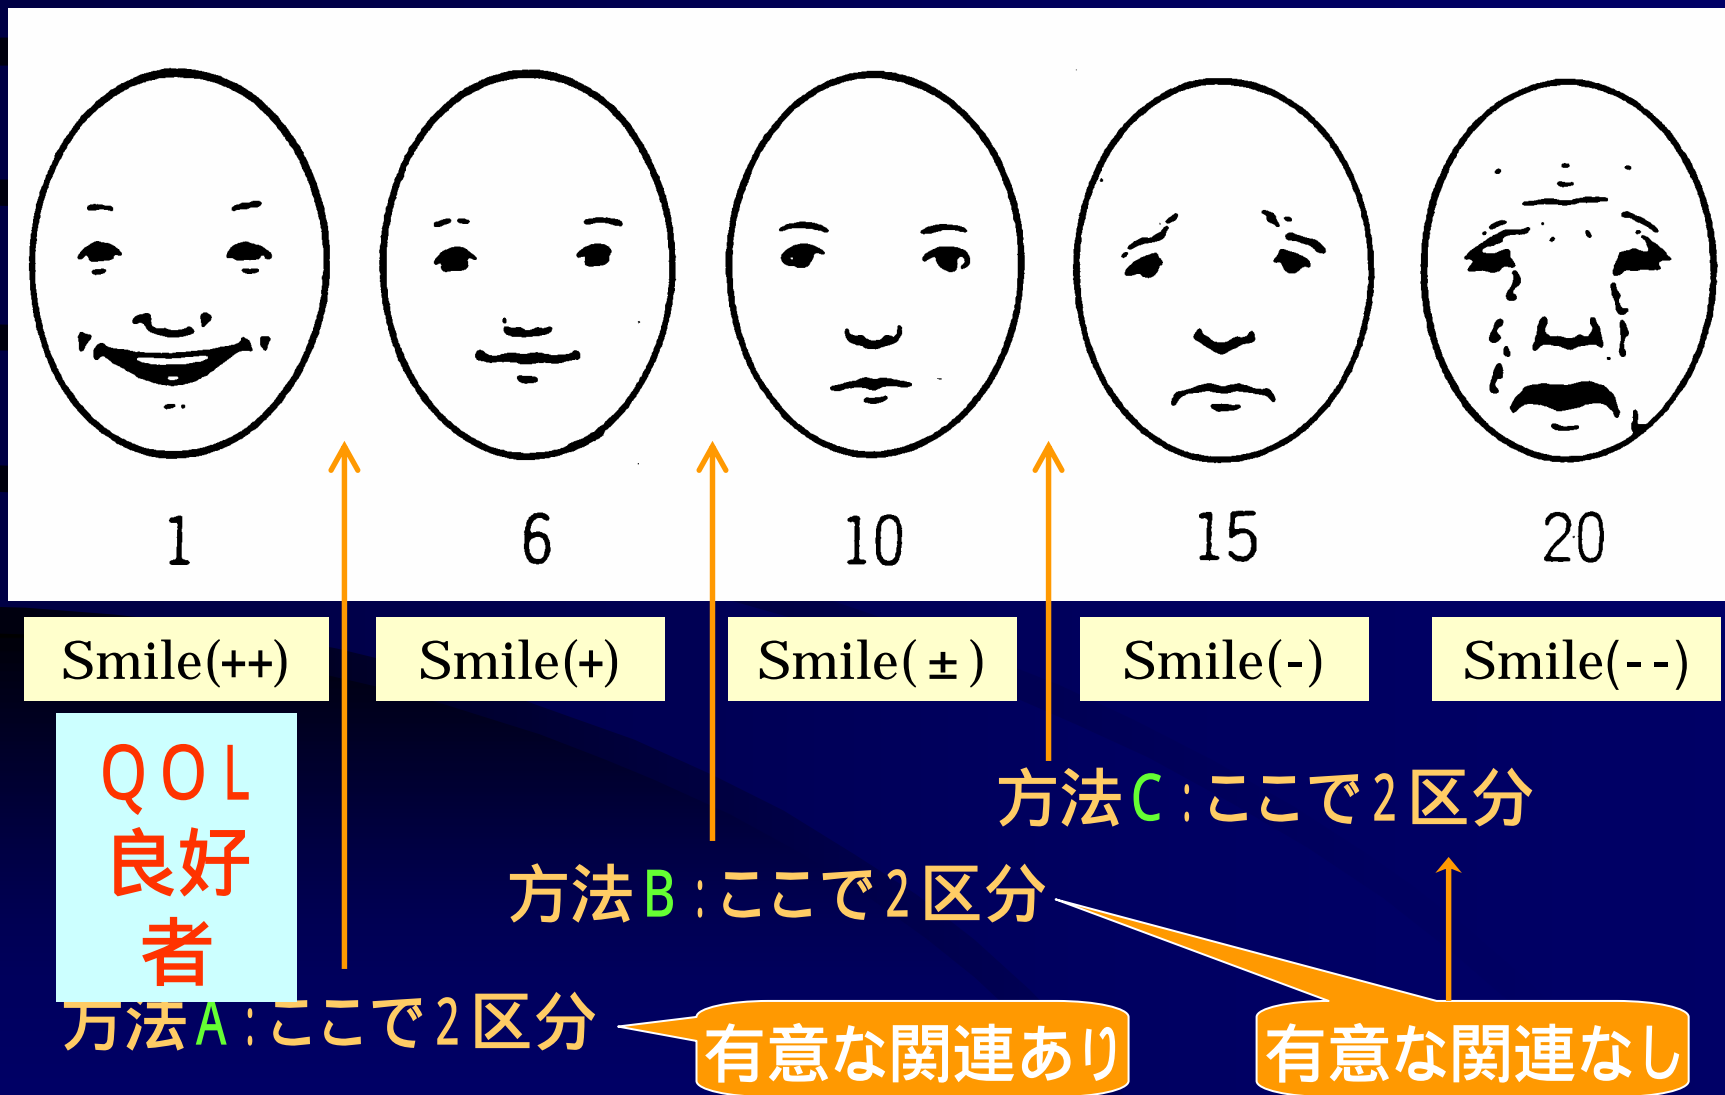 1 6 10 15 20
Smile(++) Smile(+) Smile(±) Smile(-) Smile(--)
QOL
良好
者
方法C:ここで2区分
方法B:ここで2区分
方法A:ここで2区分
有意な関連あり 有意な関連なし